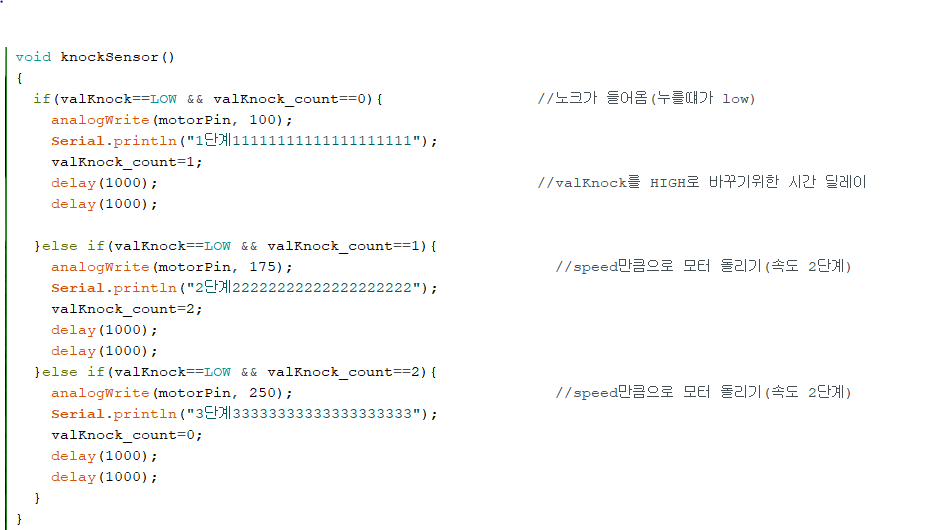 void knockSensor()
{
if(valKnock==LOW && valKnock_count==0){ //노크가 들어옴(누를때가 low)
analogWrite(motorPin, 100);
Serial.println("1단계11111111111111111111");
valKnock_count=1;
delay(1000); //valKnock를 HIGH로 바꾸기위한 시간 딜레이
delay(1000);
}else if(valKnock==LOW && valKnock_count==1){
analogWrite(motorPin, 175); //speed만큼으로 모터 돌리기(속도 2단계)
Serial.println("2단계22222222222222222222");
valKnock_count=2;
delay(1000);
delay(1000);
}else if(valKnock==LOW && valKnock_count==2){
analogWrite(motorPin, 250); //speed만큼으로 모터 돌리기(속도 2단계)
Serial.println("3단계33333333333333333333");
valKnock_count=0;
delay(1000);
delay(1000);
}
}